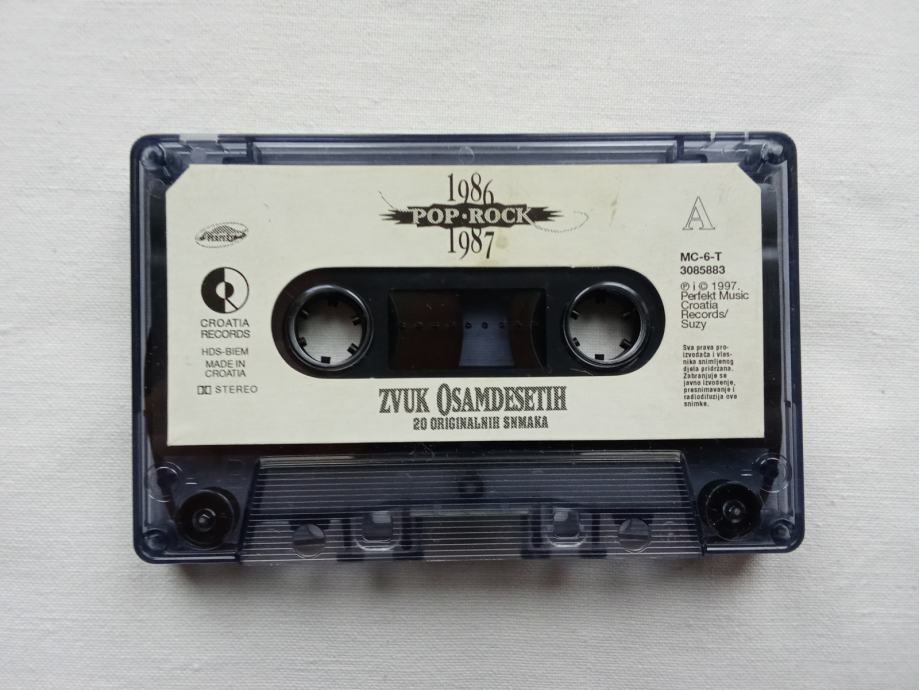 1986
POP·ROCK
1987
PERFEKT
A
MC-6-T
3085883
℗ i © 1997.
Perfekt Music
Croatia
Records/
Suzy
CROATIA
RECORDS
HDS-BIEM
MADE IN
CROATIA
STEREO
Sva prava pro-
izvođača i vlas-
nika snimljenog
djela pridržana.
Zabranjuje se
javno izvođenje,
presnimavanje i
radiodifuzija ove
snimke.
ZVUK OSAMDESETIH
20 ORIGINALNIH SNMAKA